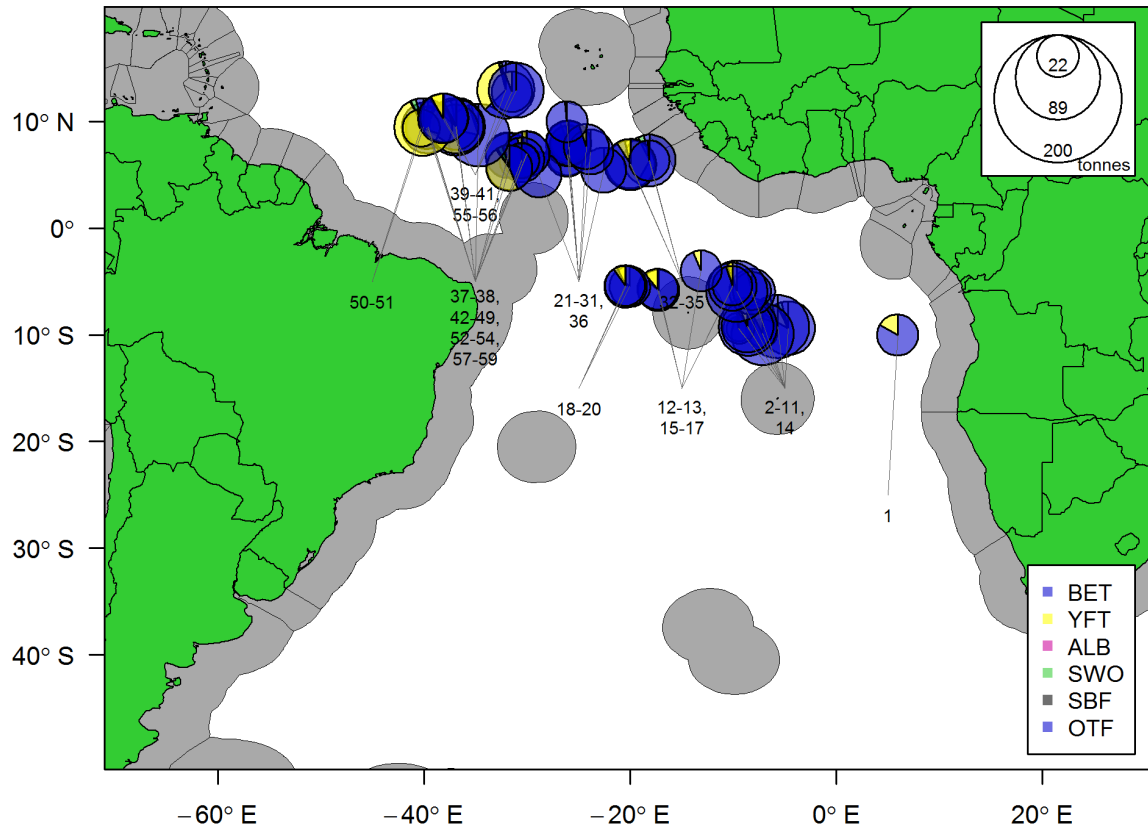 22
89
200
tonnes
10° N
0°
10° S
20° S
30° S
40° S
39-41,
55-56
50-51
37-38,
42-49,
52-54,
57-59
21-31,
36
32-35
18-20
12-13,
15-17
2-11,
14
1
BET
YFT
ALB
SWO
SBF
OTF
−60° E
−40° E
−20° E
0° E
20° E